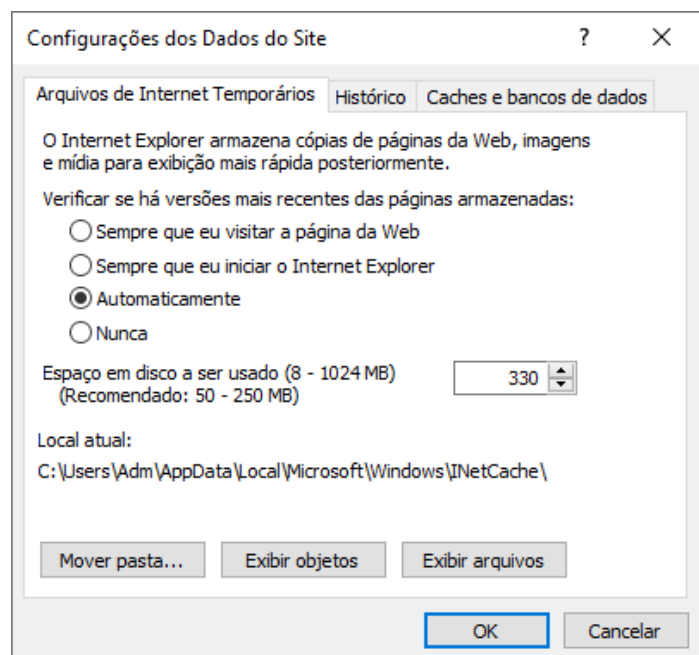 Configurações dos Dados do Site
Arquivos de Internet Temporários Histórico Caches e bancos de dados
O Internet Explorer armazena cópias de páginas da Web, imagens
e mídia para exibição mais rápida posteriormente.
Verificar se há versões mais recentes das páginas armazenadas:
Sempre que eu visitar a página da Web
Sempre que eu iniciar o Internet Explorer
Automaticamente
Nunca
Espaço em disco a ser usado (8 - 1024 MB) 330
(Recomendado: 50 - 250 MB)
Local atual:
C:\Users\Adm\AppData\Local\Microsoft\Windows\INetCache\
Mover pasta... Exibir objetos Exibir arquivos
OK Cancelar